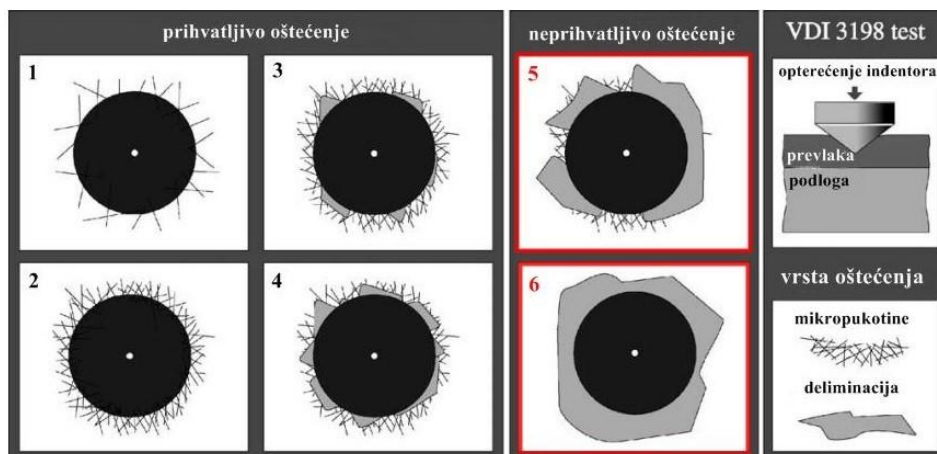 prihvatljivo oštećenje
1
3
2
4
neprihvatljivo oštećenje
5
6
VDI 3198 test
opterećenje indentora
prevlaka
podloga
vrsta oštećenja
mikropukotine
deliminacija